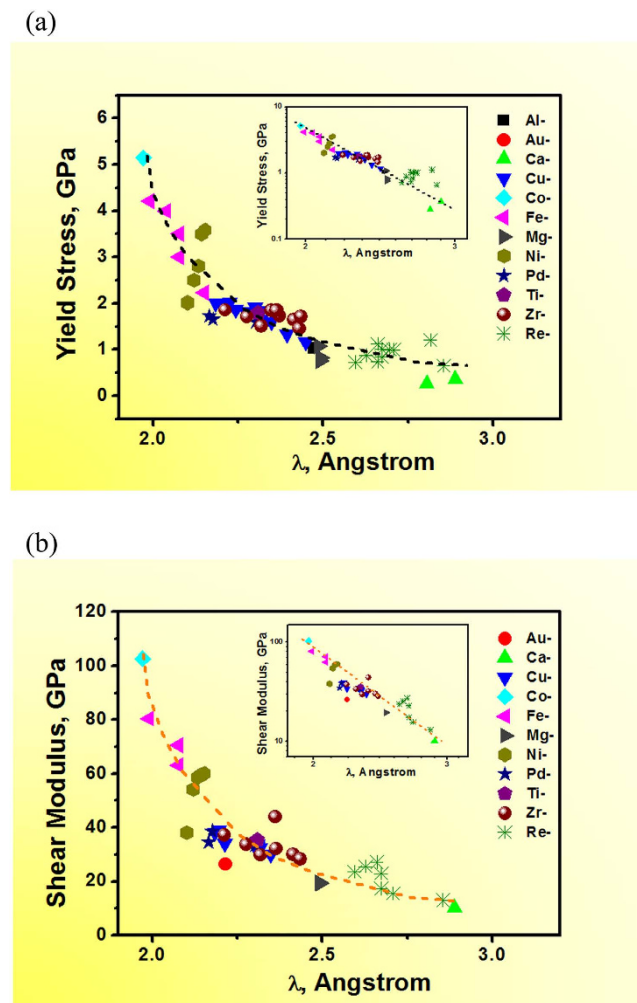 (a)
6
5
4
3
2
1
0
Yield Stress, GPa
2.0 2.5 3.0
λ, Angstrom
10
1
0.1
Yield Stress, GPa
2 3
λ, Angstrom
Al-
Au-
Ca-
Cu-
Co-
Fe-
Mg-
Ni-
Pd-
Ti-
Zr-
Re-
(b)
120
100
80
60
40
20
0
Shear Modulus, GPa
2.0 2.5 3.0
λ, Angstrom
100
10
Shear Modulus, GPa
2 3
λ, Angstrom
Au-
Ca-
Cu-
Co-
Fe-
Mg-
Ni-
Pd-
Ti-
Zr-
Re-